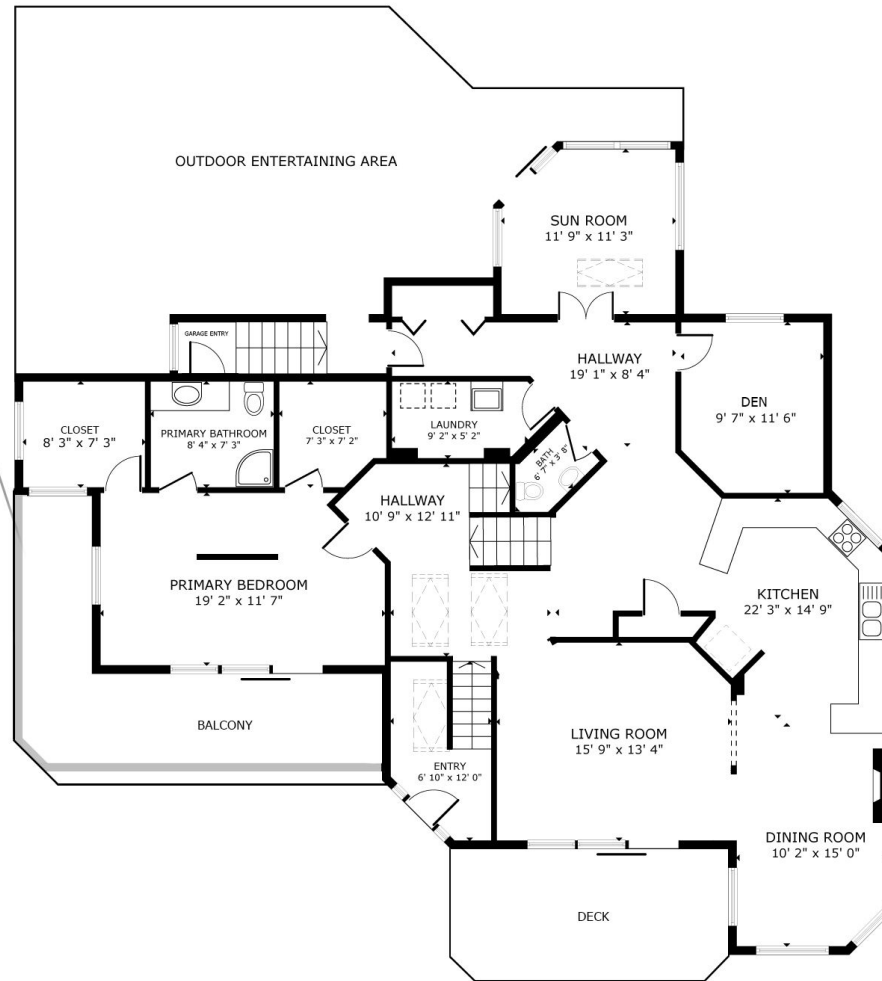 OUTDOOR ENTERTAINING AREA
SUN ROOM
11' 9" x 11' 3"
GARAGE ENTRY
HALLWAY
19' 1" x 8' 4"
DEN
9' 7" x 11' 6"
CLOSET
8' 3" x 7' 3"
PRIMARY BATHROOM
8' 4" x 7' 3"
CLOSET
7' 3" x 7' 2"
LAUNDRY
9' 2" x 5' 2"
BATH
6' 7" x 3' 8"
HALLWAY
10' 9" x 12' 11"
PRIMARY BEDROOM
19' 2" x 11' 7"
KITCHEN
22' 3" x 14' 9"
BALCONY
LIVING ROOM
15' 9" x 13' 4"
ENTRY
6' 10" x 12' 0"
DINING ROOM
10' 2" x 15' 0"
DECK